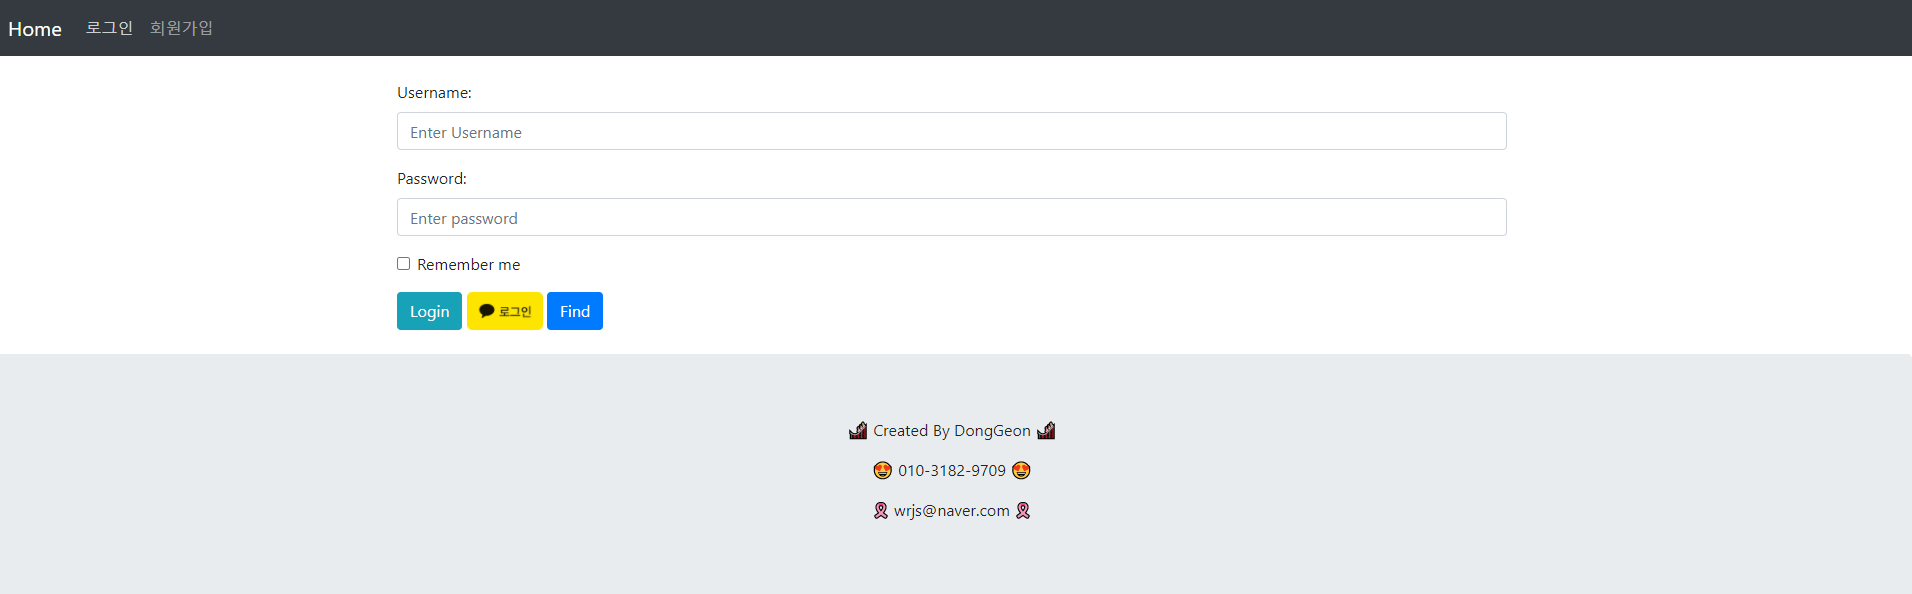 Home 로그인 회원가입
Username:
Enter Username
Password:
Enter password
Remember me
Login 로그인 Find
Created By DongGeon
010-3182-9709
wrjs@naver.com